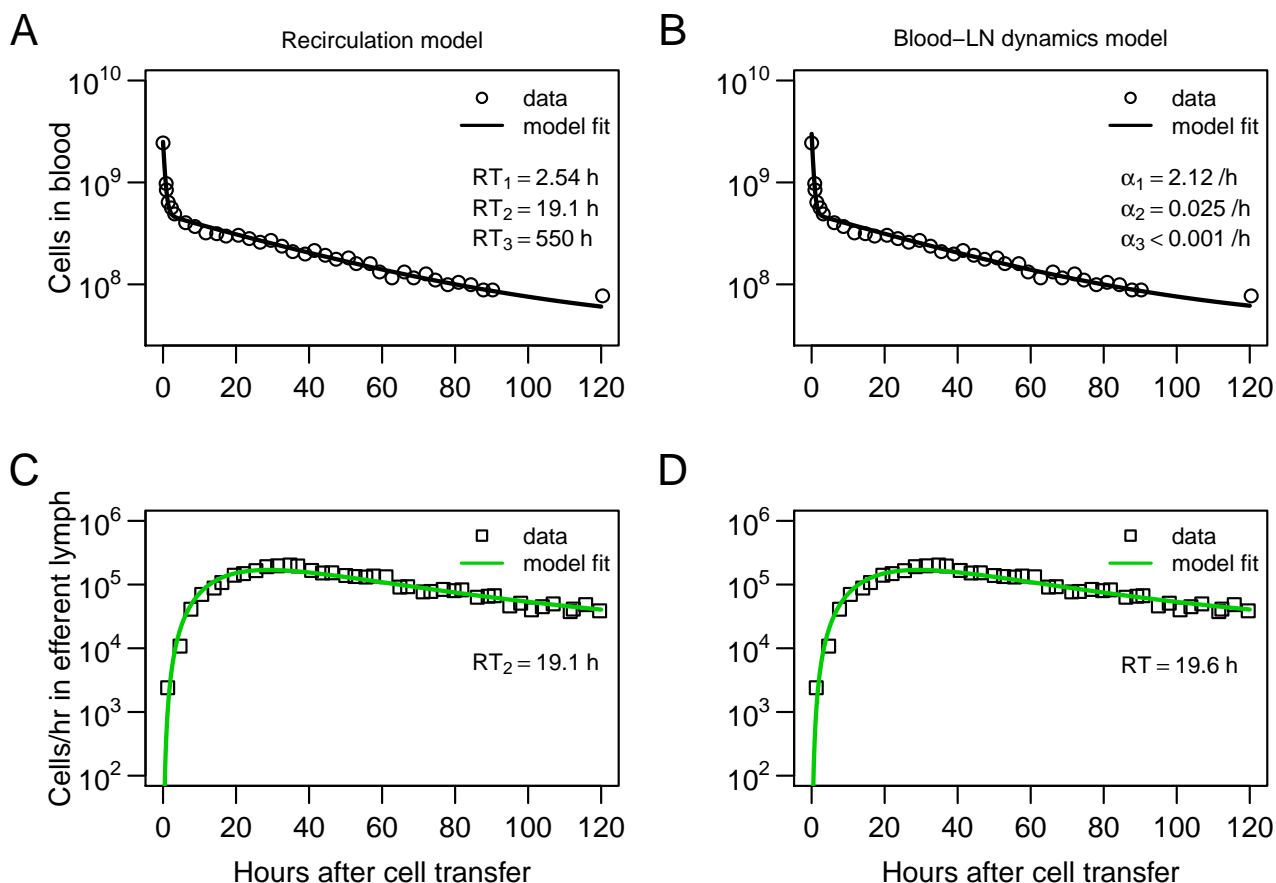 A
Recirculation model
10^10
10^9
10^8
Cells in blood
data
model fit
RT₁ = 2.54 h
RT₂ = 19.1 h
RT₃ = 550 h
0 20 40 60 80 100 120
B
Blood−LN dynamics model
10^10
10^9
10^8
data
model fit
α₁ = 2.12 /h
α₂ = 0.025 /h
α₃ < 0.001 /h
0 20 40 60 80 100 120
C
10^6
10^5
10^4
10^3
10^2
Cells/hr in efferent lymph
data
model fit
RT₂ = 19.1 h
0 20 40 60 80 100 120
Hours after cell transfer
D
10^6
10^5
10^4
10^3
10^2
data
model fit
RT = 19.6 h
0 20 40 60 80 100 120
Hours after cell transfer